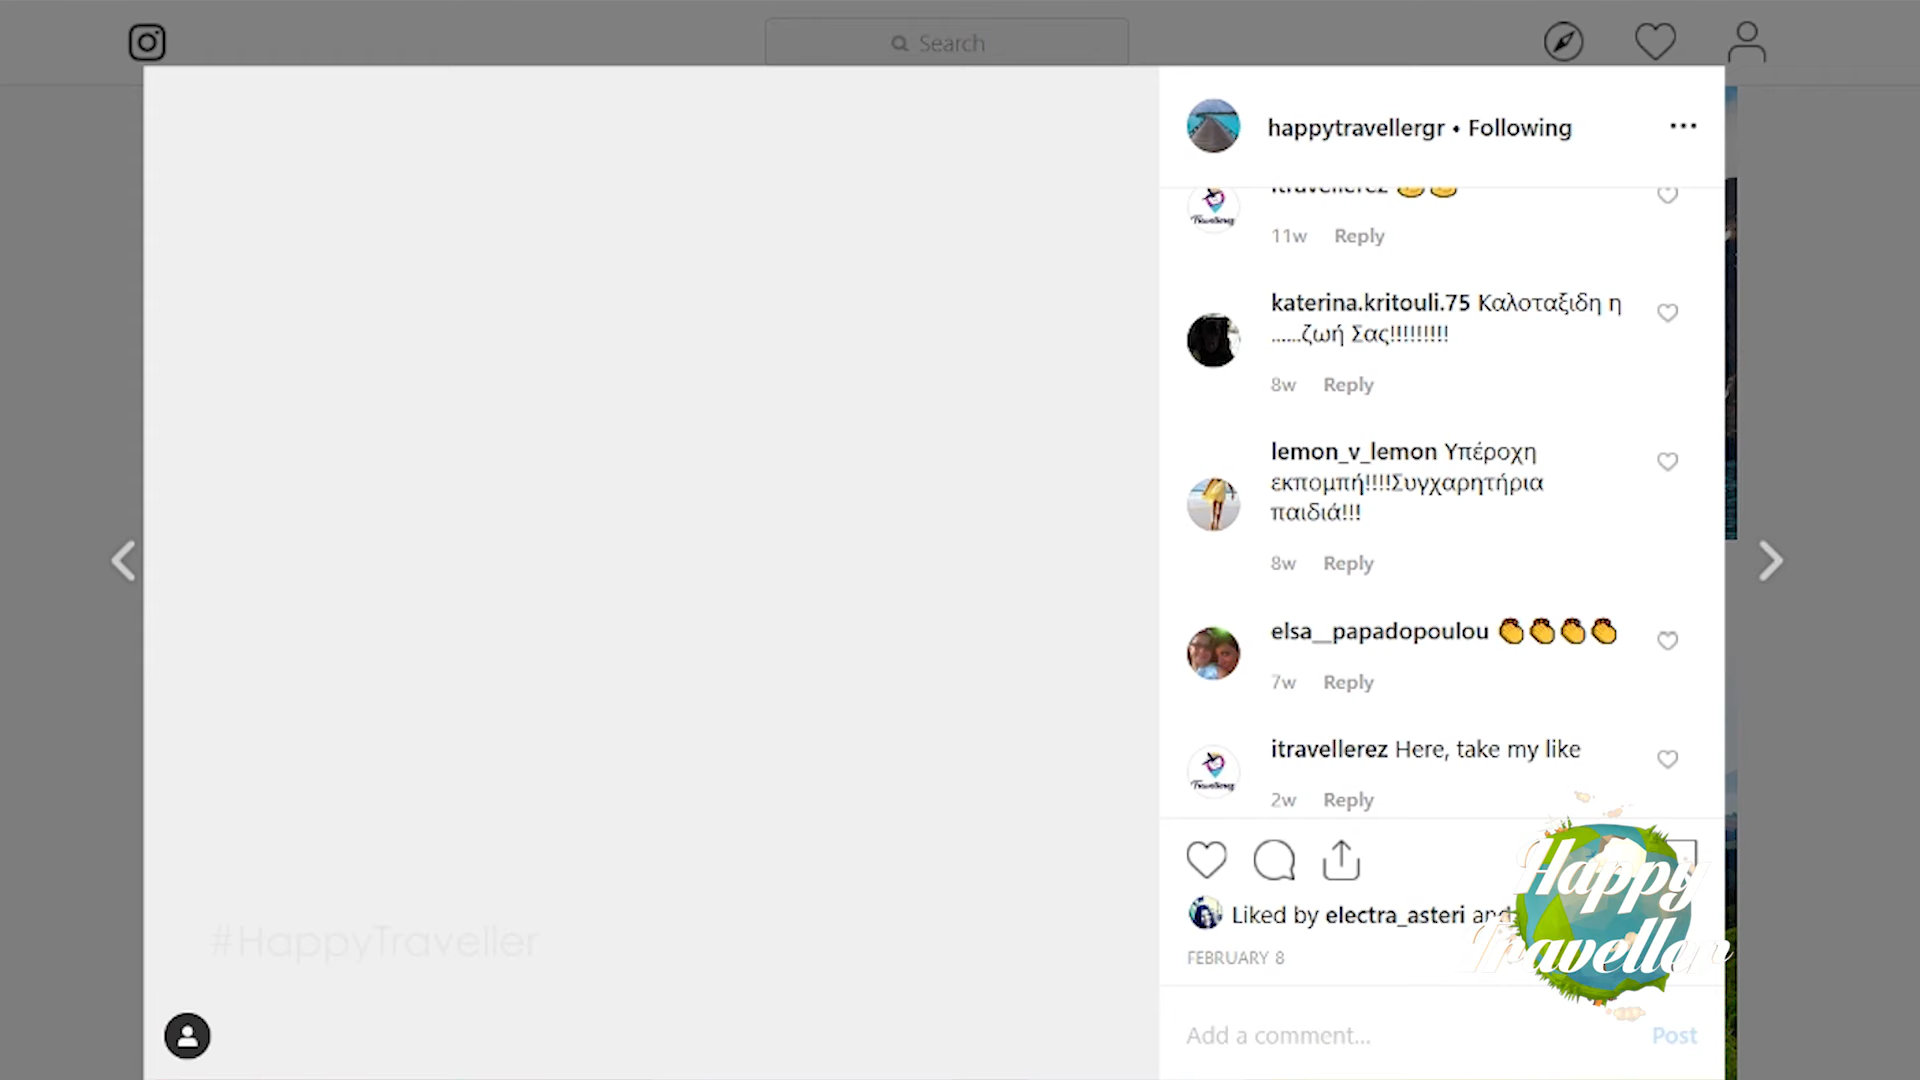 Search
happytravellergr • Following
itravellerez 👏👏
11w Reply
katerina.kritouli.75 Καλοταξιδη η
......ζωή Σας!!!!!!!!!
8w Reply
lemon_v_lemon Υπέροχη
εκπομπή!!!!Συγχαρητήρια
παιδιά!!!
8w Reply
elsa__papadopoulou 👏👏👏👏
7w Reply
itravellerez Here, take my like
2w Reply
Liked by electra_asteri and
FEBRUARY 8
Add a comment... Post
#HappyTraveller
Happy
Traveller